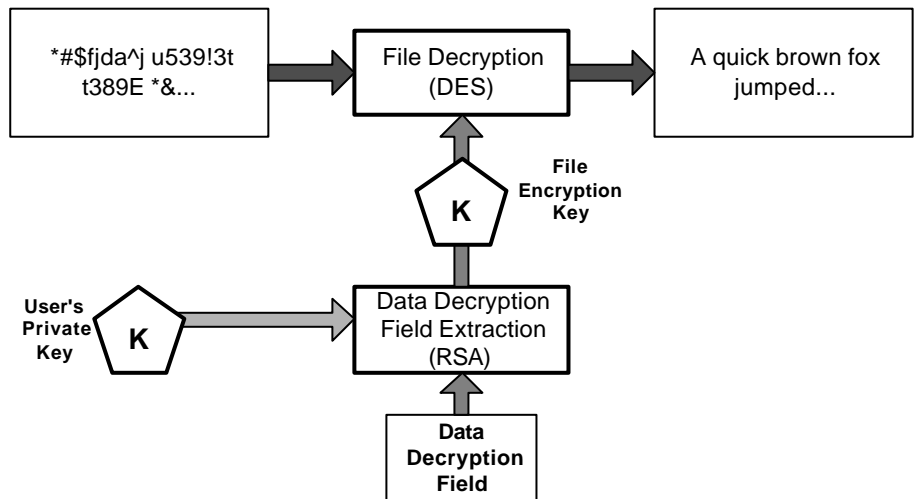 *#$fjda^j u539!3t
t389E *&...
File Decryption
(DES)
A quick brown fox
jumped...
K
File
Encryption
Key
User's
Private
Key
K
Data Decryption
Field Extraction
(RSA)
Data
Decryption
Field